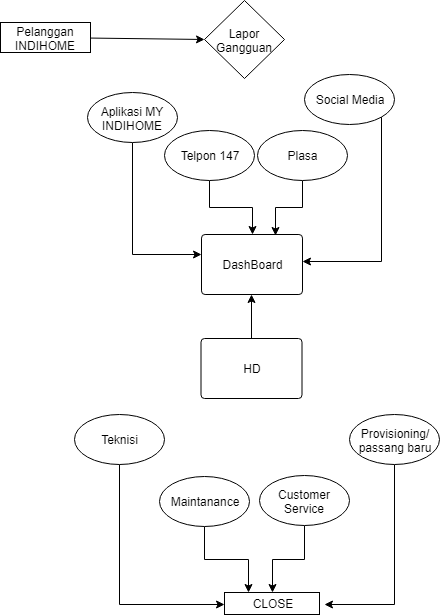 Pelanggan
INDIHOME
Lapor
Gangguan
Aplikasi MY
INDIHOME
Social Media
Telpon 147
Plasa
DashBoard
HD
Teknisi
Provisioning/
passang baru
Maintanance
Customer
Service
CLOSE